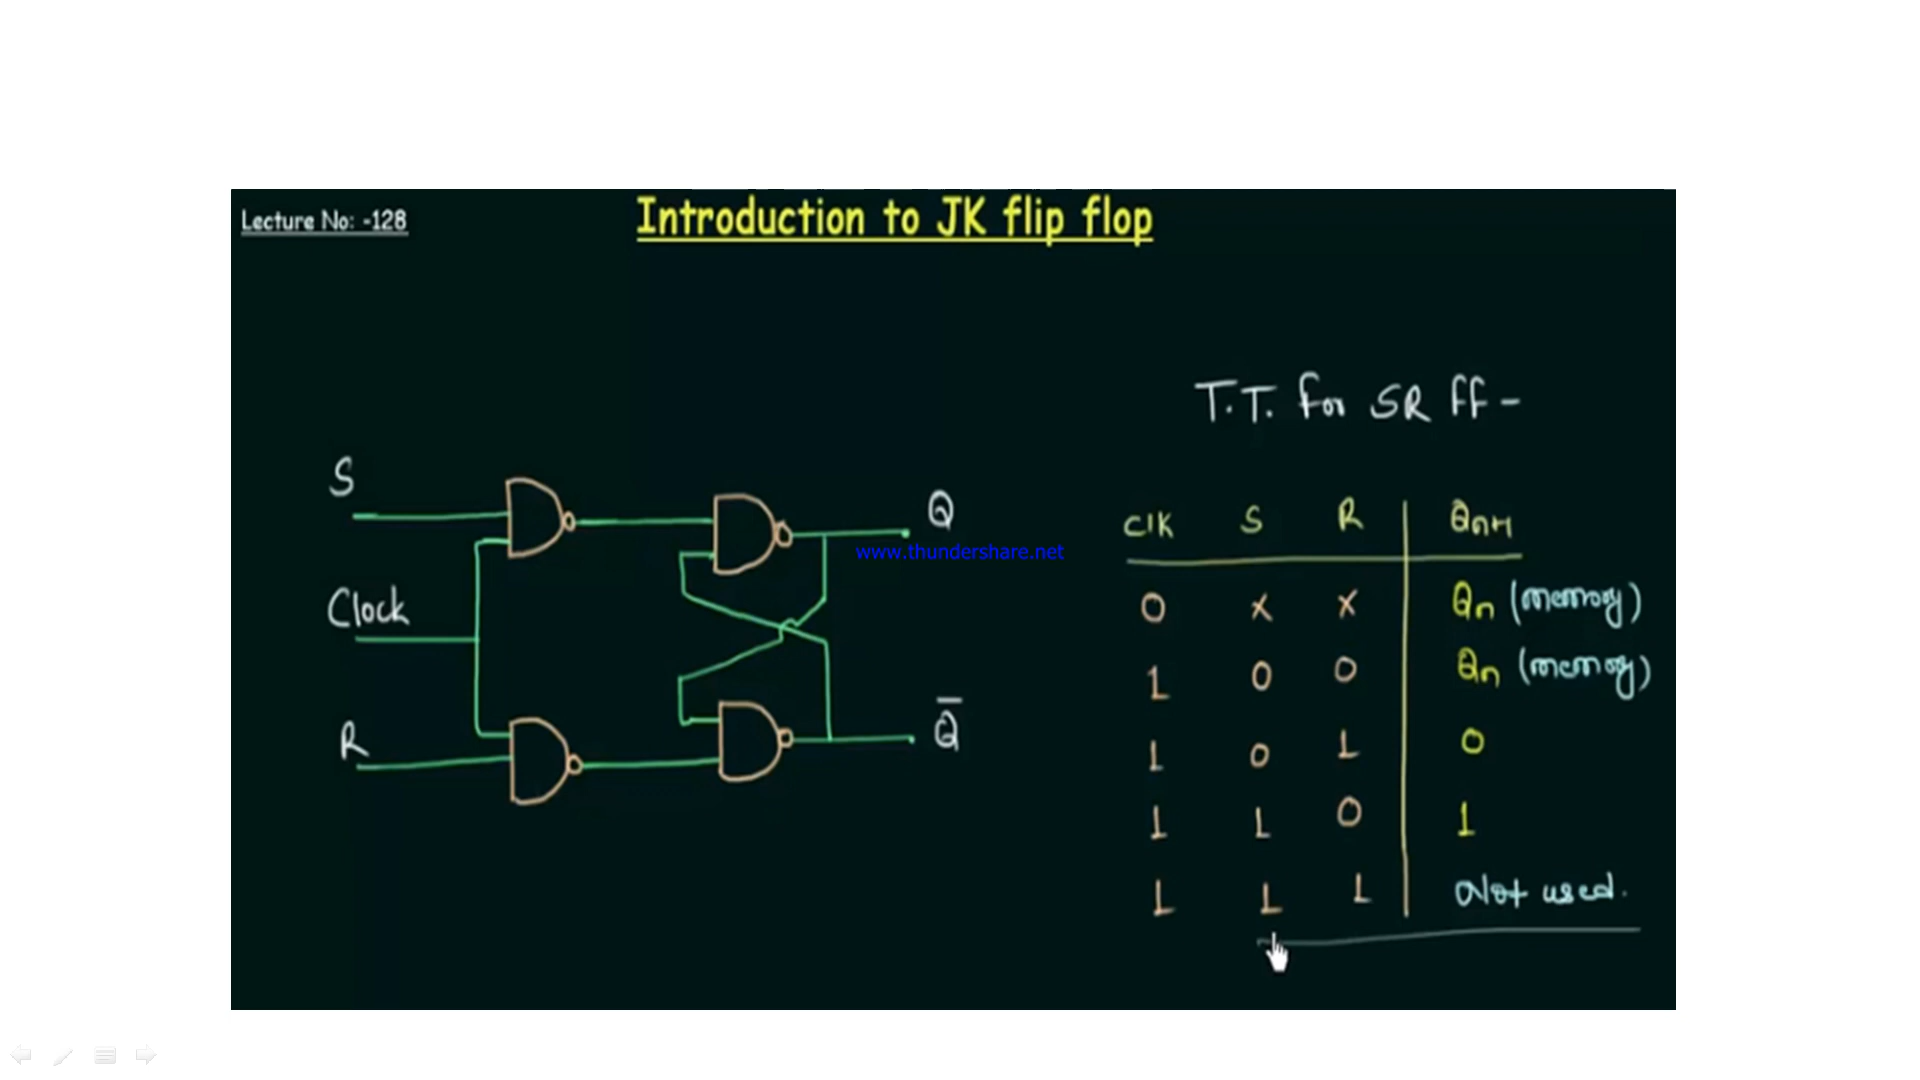 Lecture No: -128
Introduction to JK flip flop
T.T. For SR FF -
S
Clock
R
Q
Q̅
www.thundershare.net
Clk S R Qn+1
0 x x Qn (memory)
1 0 0 Qn (memory)
1 0 1 0
1 1 0 1
1 1 1 Not used.